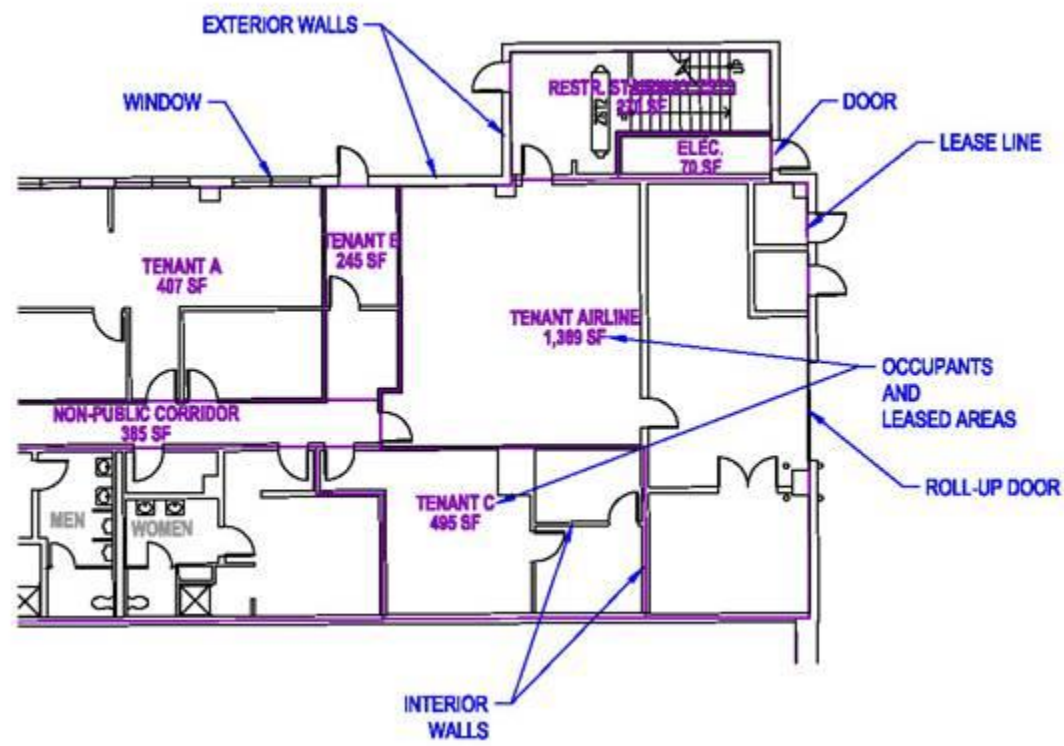 EXTERIOR WALLS
WINDOW
DOOR
LEASE LINE
RESTR.
ELEC.
70 SF
TENANT A
407 SF
TENANT B
245 SF
TENANT AIRLINE
1,389 SF
OCCUPANTS
AND
LEASED AREAS
NON-PUBLIC CORRIDOR
385 SF
ROLL-UP DOOR
TENANT C
495 SF
MEN
WOMEN
INTERIOR
WALLS